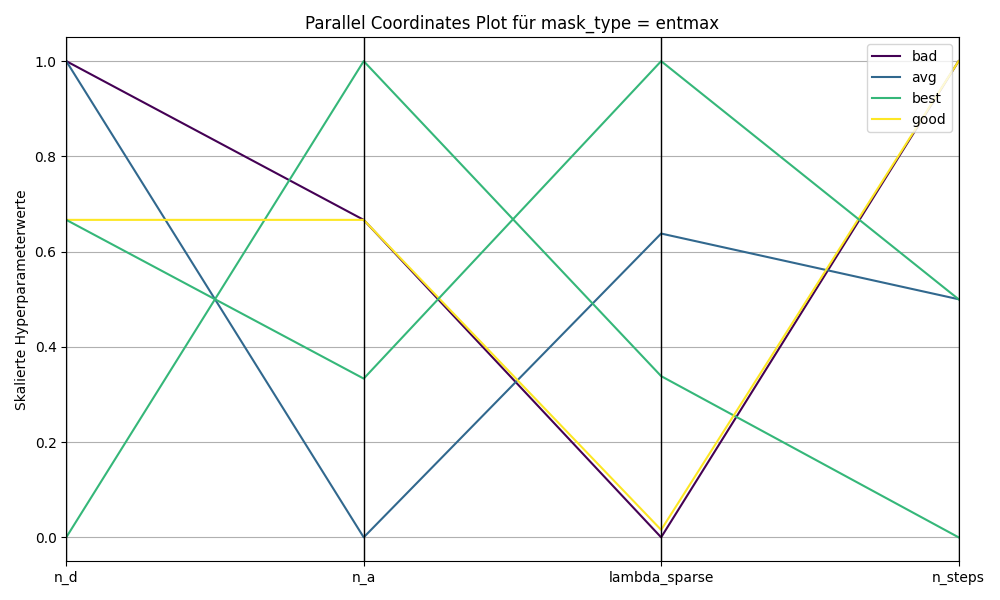 Parallel Coordinates Plot für mask_type = entmax
Skalierte Hyperparameterwerte
1.0
0.8
0.6
0.4
0.2
0.0
n_d
n_a
lambda_sparse
n_steps
bad
avg
best
good